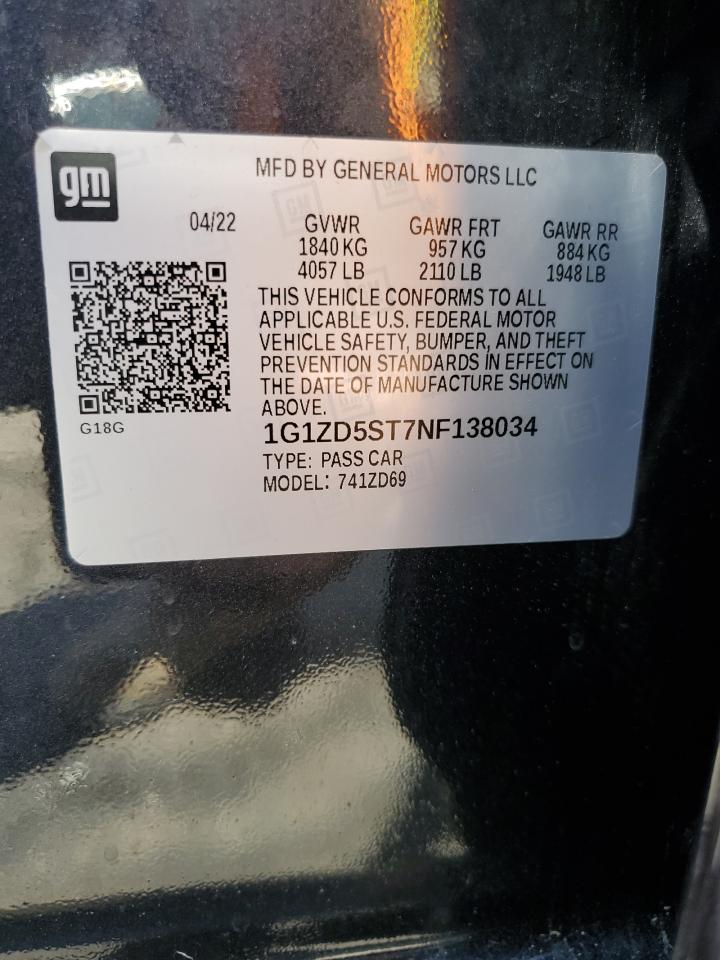 gm
MFD BY GENERAL MOTORS LLC
04/22 GVWR GAWR FRT GAWR RR
1840 KG 957 KG 884 KG
4057 LB 2110 LB 1948 LB
THIS VEHICLE CONFORMS TO ALL
APPLICABLE U.S. FEDERAL MOTOR
VEHICLE SAFETY, BUMPER, AND THEFT
PREVENTION STANDARDS IN EFFECT ON
THE DATE OF MANUFACTURE SHOWN
ABOVE.
G18G
1G1ZD5ST7NF138034
TYPE: PASS CAR
MODEL: 741ZD69